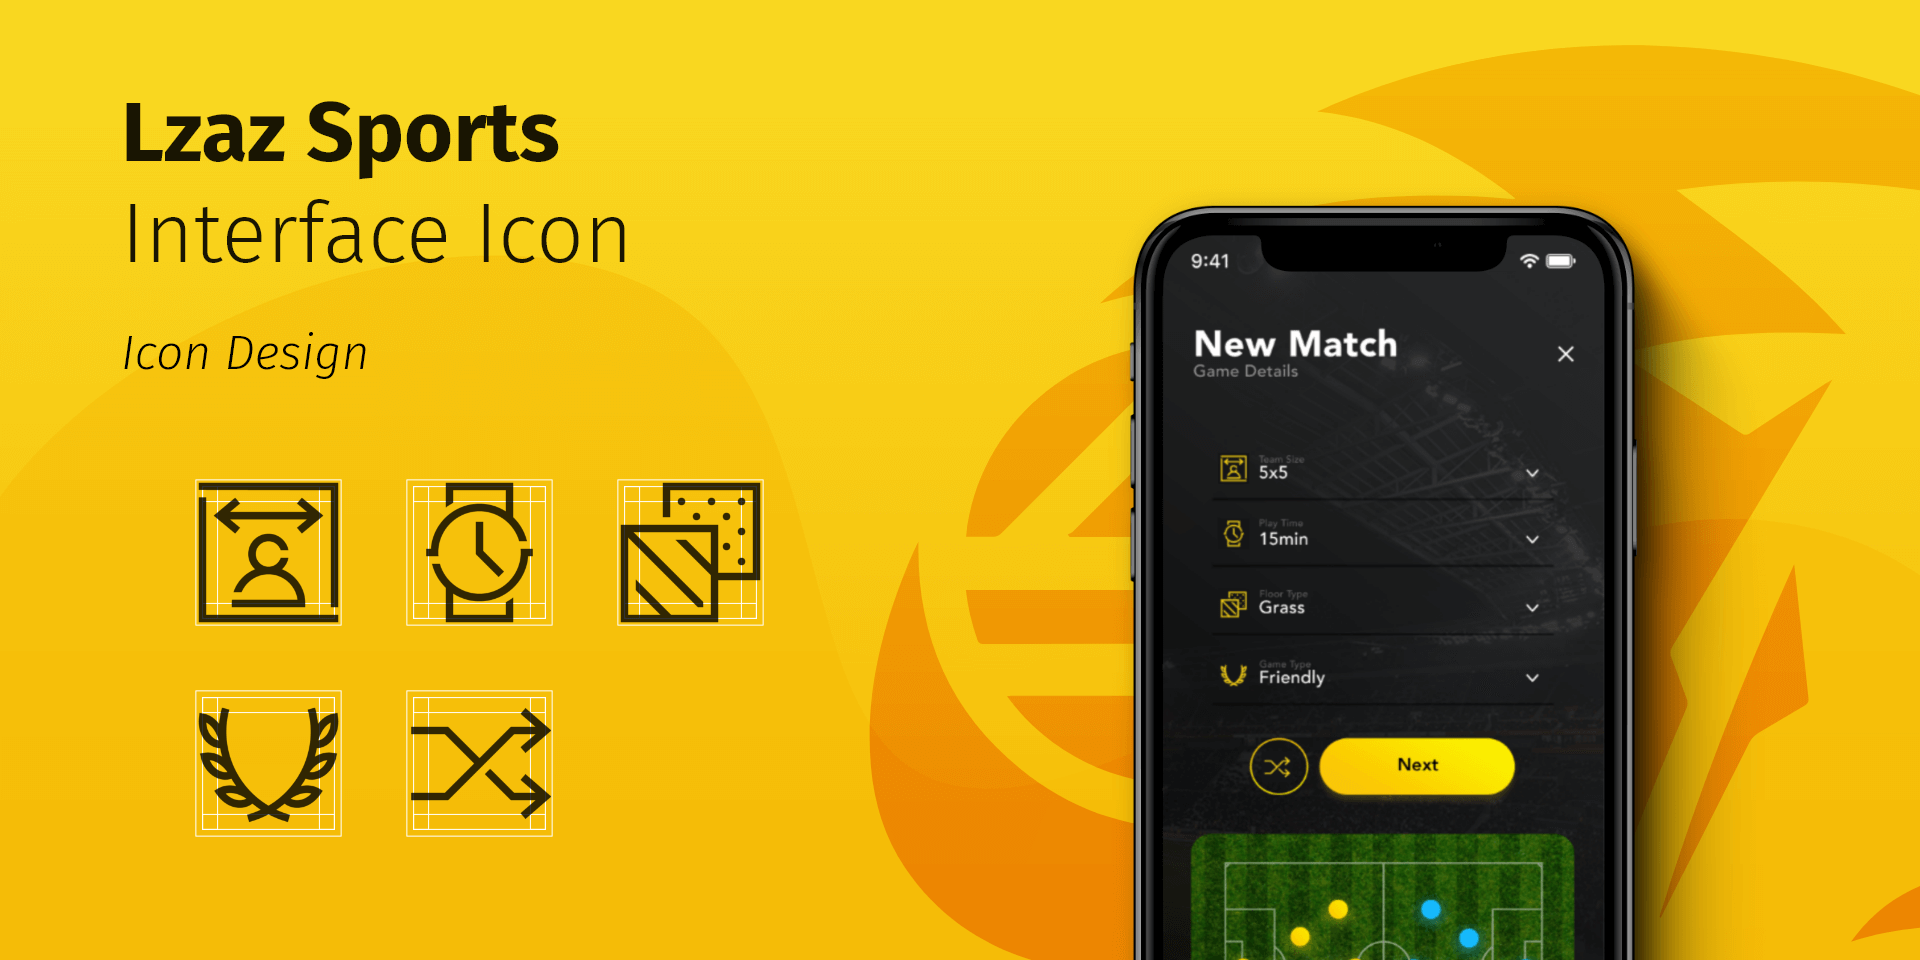 Lzaz Sports
Interface Icon
Icon Design
9:41
New Match
Game Details
Team Size
5x5
Play Time
15min
Floor Type
Grass
Game Type
Friendly
Next